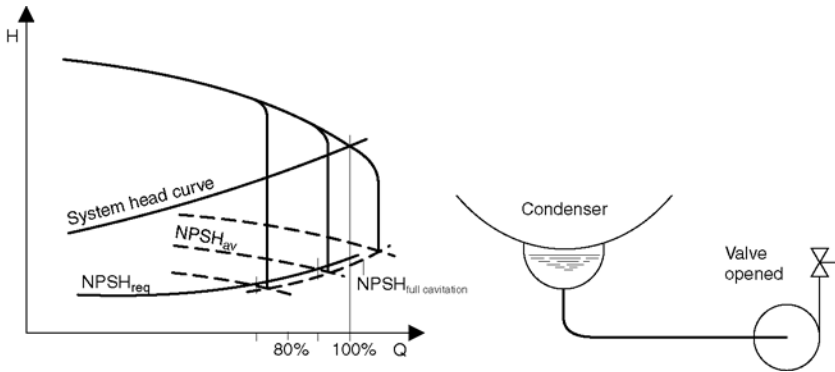 H
System head curve
NPSHav
NPSHreq
NPSHfull cavitation
80%
100%
Q
Condenser
Valve
opened